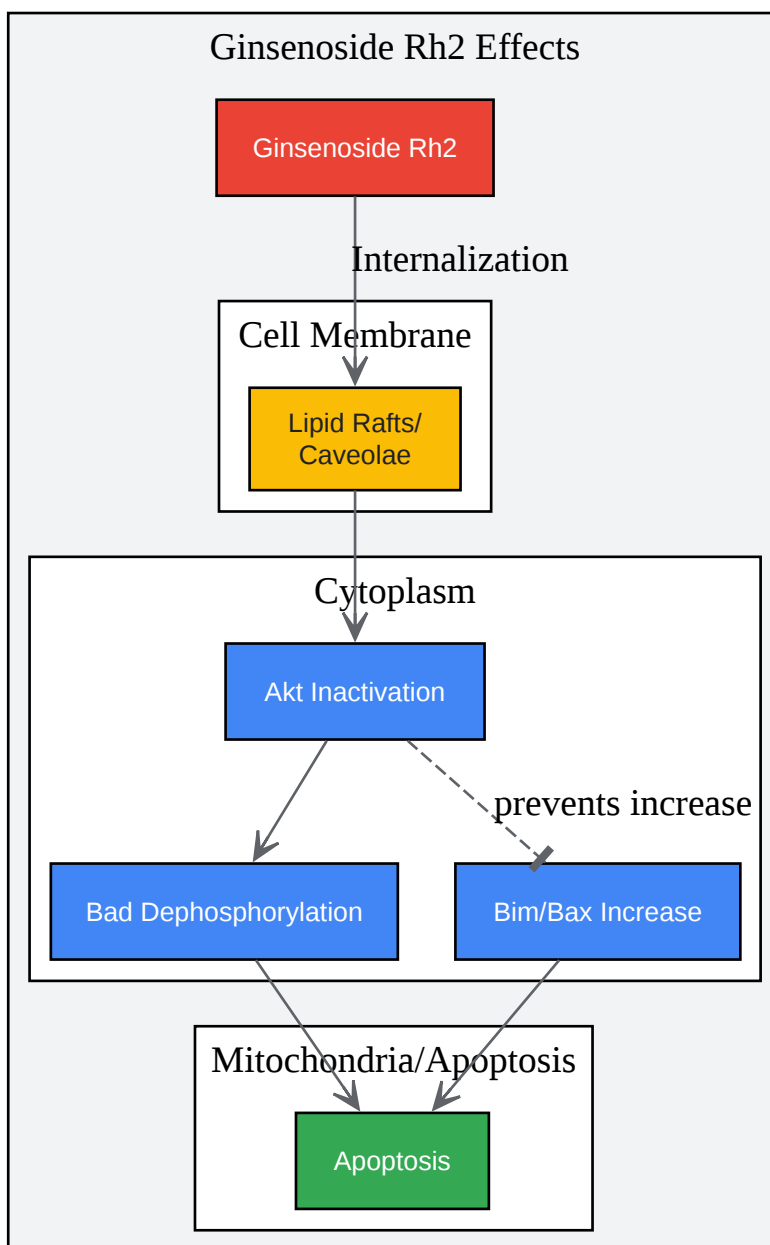 Ginsenoside Rh2 Effects
Ginsenoside Rh2
Internalization
Cell Membrane
Lipid Rafts/
Caveolae
Cytoplasm
Akt Inactivation
prevents increase
Bad Dephosphorylation
Bim/Bax Increase
Mitochondria/Apoptosis
Apoptosis